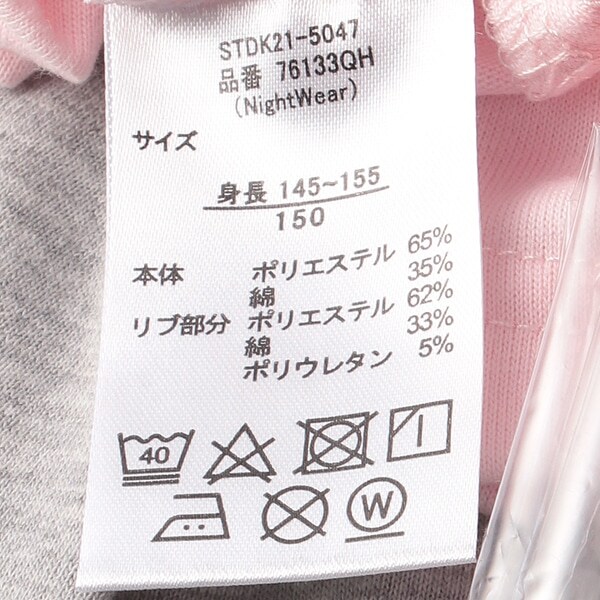 STDK21-5047
品番 76133QH
(NightWear)
サイズ
身長 145~155
150
本体 ポリエステル 65%
綿 35%
リブ部分 ポリエステル 62%
綿 33%
ポリウレタン 5%
40
W